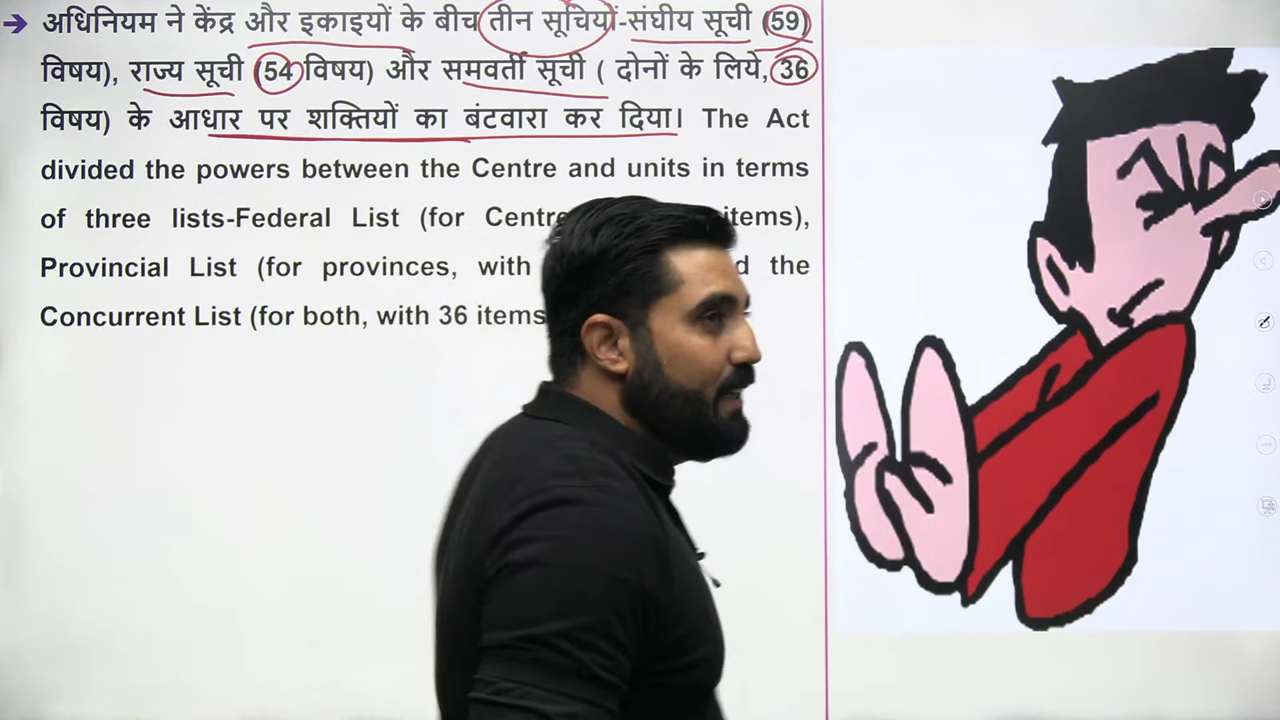 → अधिनियम ने केंद्र और इकाइयों के बीच तीन सूचियों-संघीय सूची (59)
विषय), राज्य सूची (54 विषय) और समवर्ती सूची ( दोनों के लिये, 36
विषय) के आधार पर शक्तियों का बंटवारा कर दिया। The Act
divided the powers between the Centre and units in terms
of three lists-Federal List (for Centre items),
Provincial List (for provinces, with the
Concurrent List (for both, with 36 items